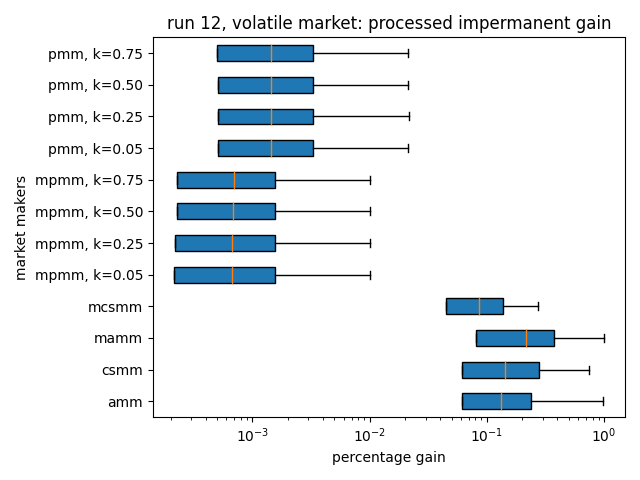 run 12, volatile market: processed impermanent gain
market makers
pmm, k=0.75
pmm, k=0.50
pmm, k=0.25
pmm, k=0.05
mpmm, k=0.75
mpmm, k=0.50
mpmm, k=0.25
mpmm, k=0.05
mcsmm
mamm
csmm
amm
10⁻³ 10⁻² 10⁻¹ 10⁰
percentage gain